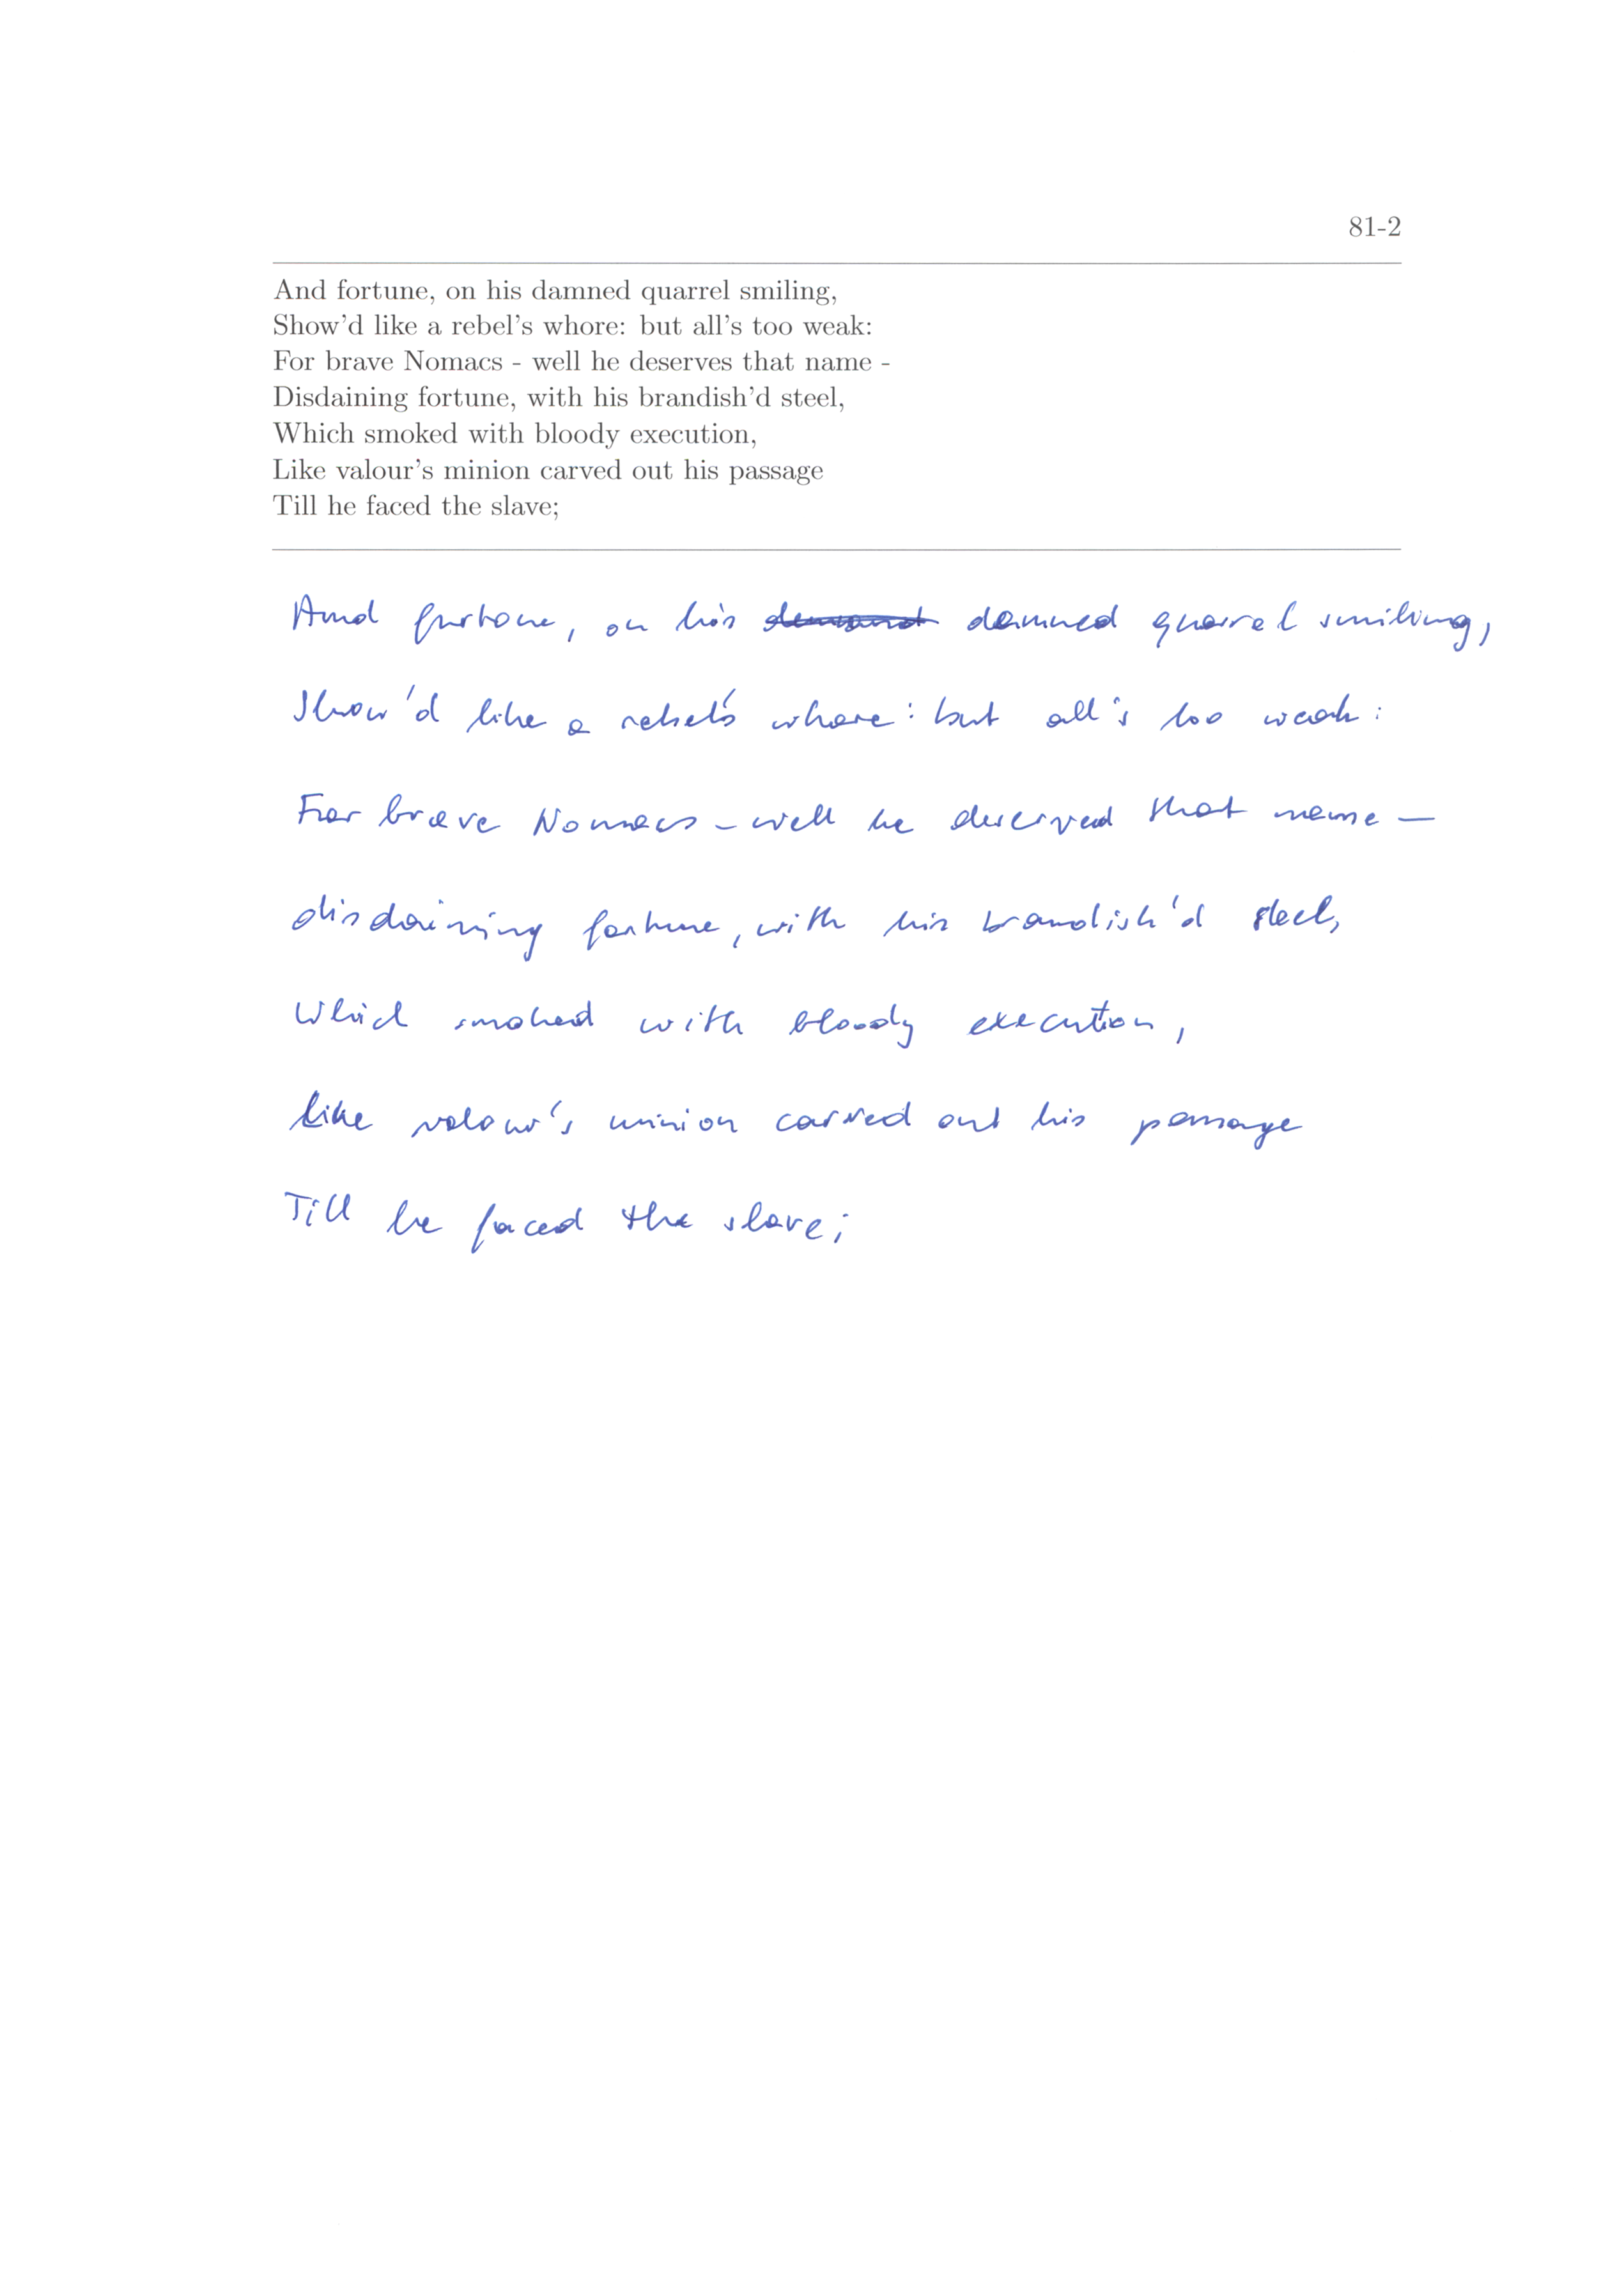 81-2
And fortune, on his damned quarrel smiling,
Show'd like a rebel's whore: but all's too weak:
For brave Nomacs - well he deserves that name -
Disdaining fortune, with his brandish'd steel,
Which smoked with bloody execution,
Like valour's minion carved out his passage
Till he faced the slave;
And furtoune, on his damned quarrel smiling,
Show'd like a rebel's whore: but all's too weak:
For brave Nomacs - well he deserved that name -
disdaining fortune, with his brandish'd steel,
Which smoked with bloody execution,
Like valour's minion carved out his passage
Till he faced the slave;